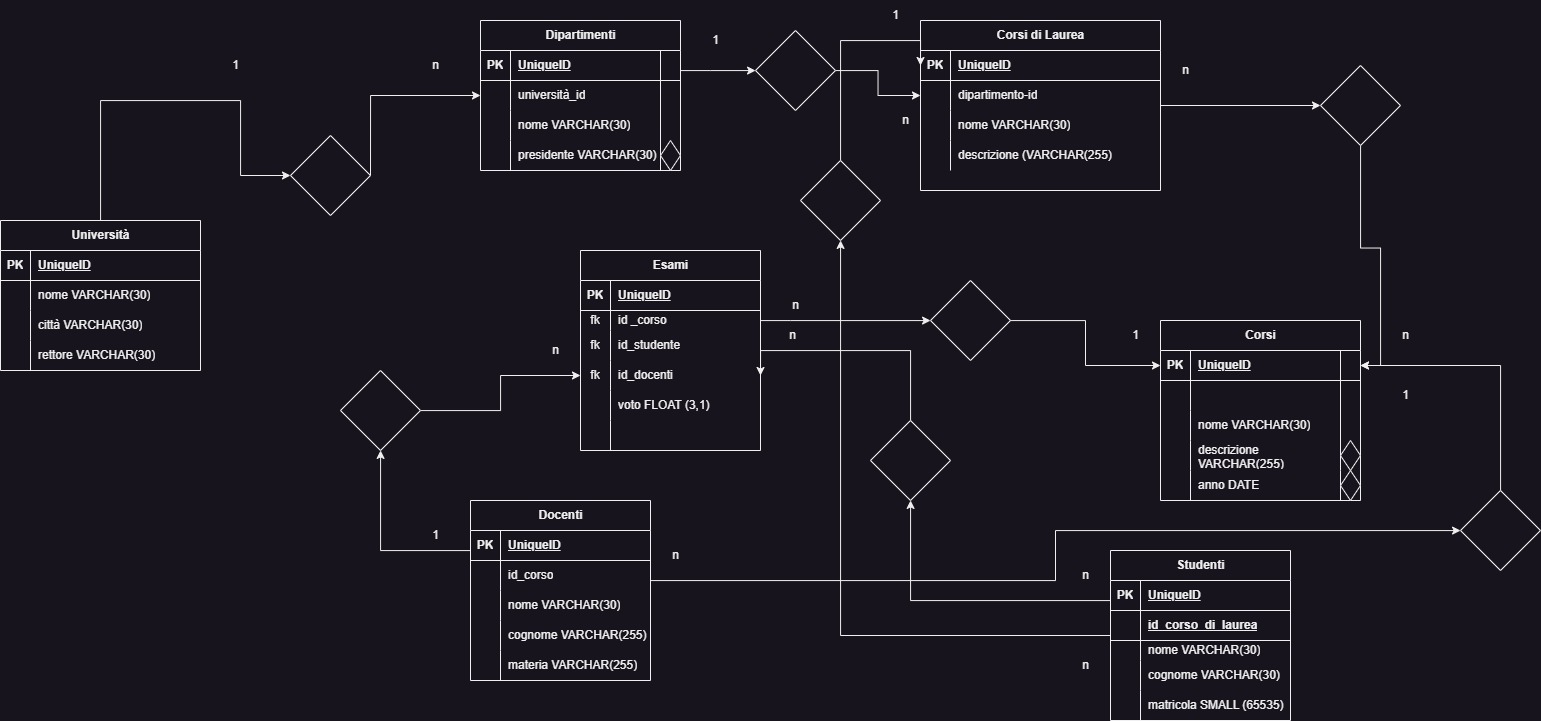 1
n
Dipartimenti
PK UniqueID
università_id
nome VARCHAR(30)
presidente VARCHAR(30)
1
n
1
Corsi di Laurea
PK UniqueID
dipartimento-id
nome VARCHAR(30)
descrizione (VARCHAR(255)
n
Università
PK UniqueID
nome VARCHAR(30)
città VARCHAR(30)
rettore VARCHAR(30)
n
Esami
PK UniqueID
fk id _corso
fk id_studente
fk id_docenti
voto FLOAT (3,1)
n
n
1
Corsi
PK UniqueID
nome VARCHAR(30)
descrizione
VARCHAR(255)
anno DATE
n
1
1
Docenti
PK UniqueID
id_corso
nome VARCHAR(30)
cognome VARCHAR(255)
materia VARCHAR(255)
n
n
n
Studenti
PK UniqueID
id_corso_di_laurea
nome VARCHAR(30)
cognome VARCHAR(30)
matricola SMALL (65535)